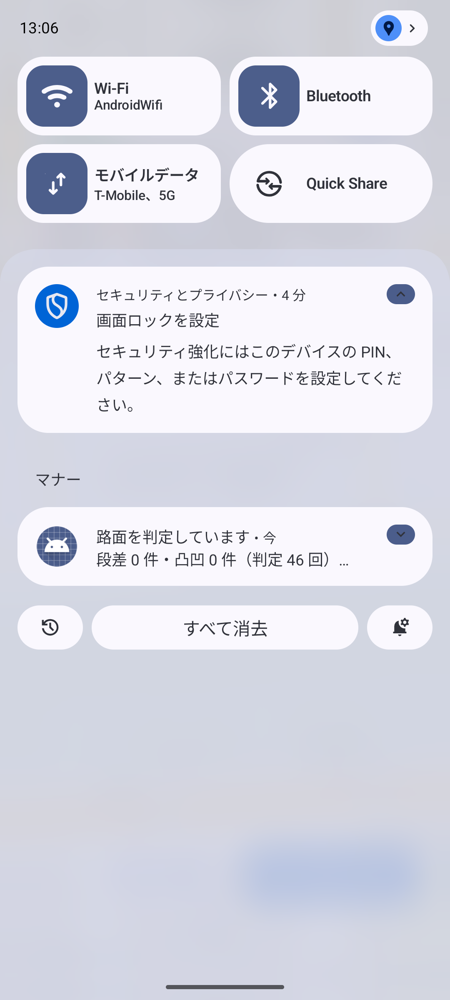 13:06
Wi-Fi
AndroidWifi
Bluetooth
モバイルデータ
T-Mobile、5G
Quick Share
セキュリティとプライバシー・4 分
画面ロックを設定
セキュリティ強化にはこのデバイスの PIN、
パターン、またはパスワードを設定してくだ
さい。
マナー
路面を判定しています・今
段差 0 件・凸凹 0 件（判定 46 回）…
すべて消去